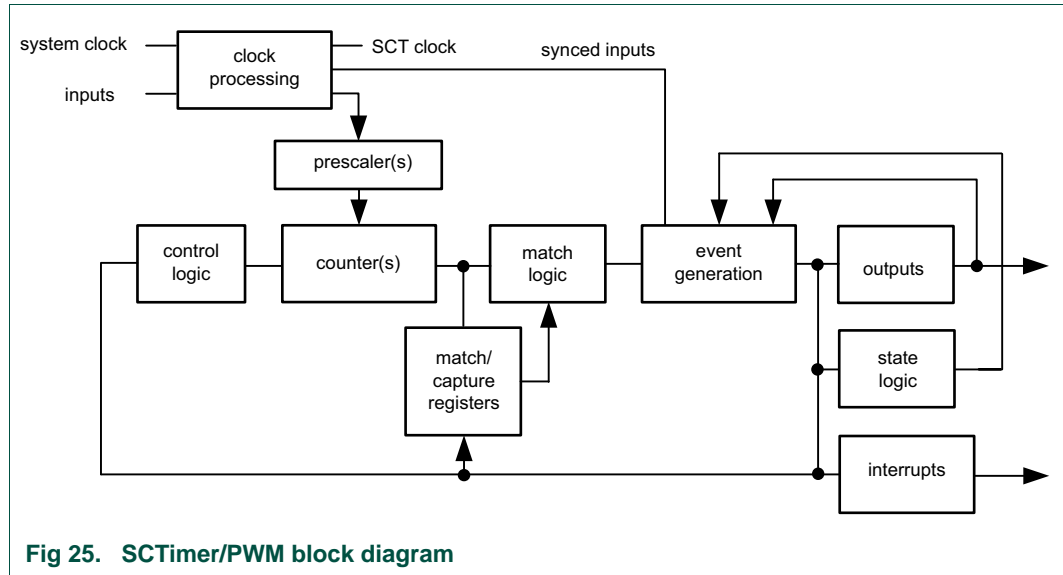 system clock
inputs
clock
processing
SCT clock
synced inputs
prescaler(s)
control
logic
counter(s)
match
logic
event
generation
outputs
match/
capture
registers
state
logic
interrupts
Fig 25. SCTimer/PWM block diagram